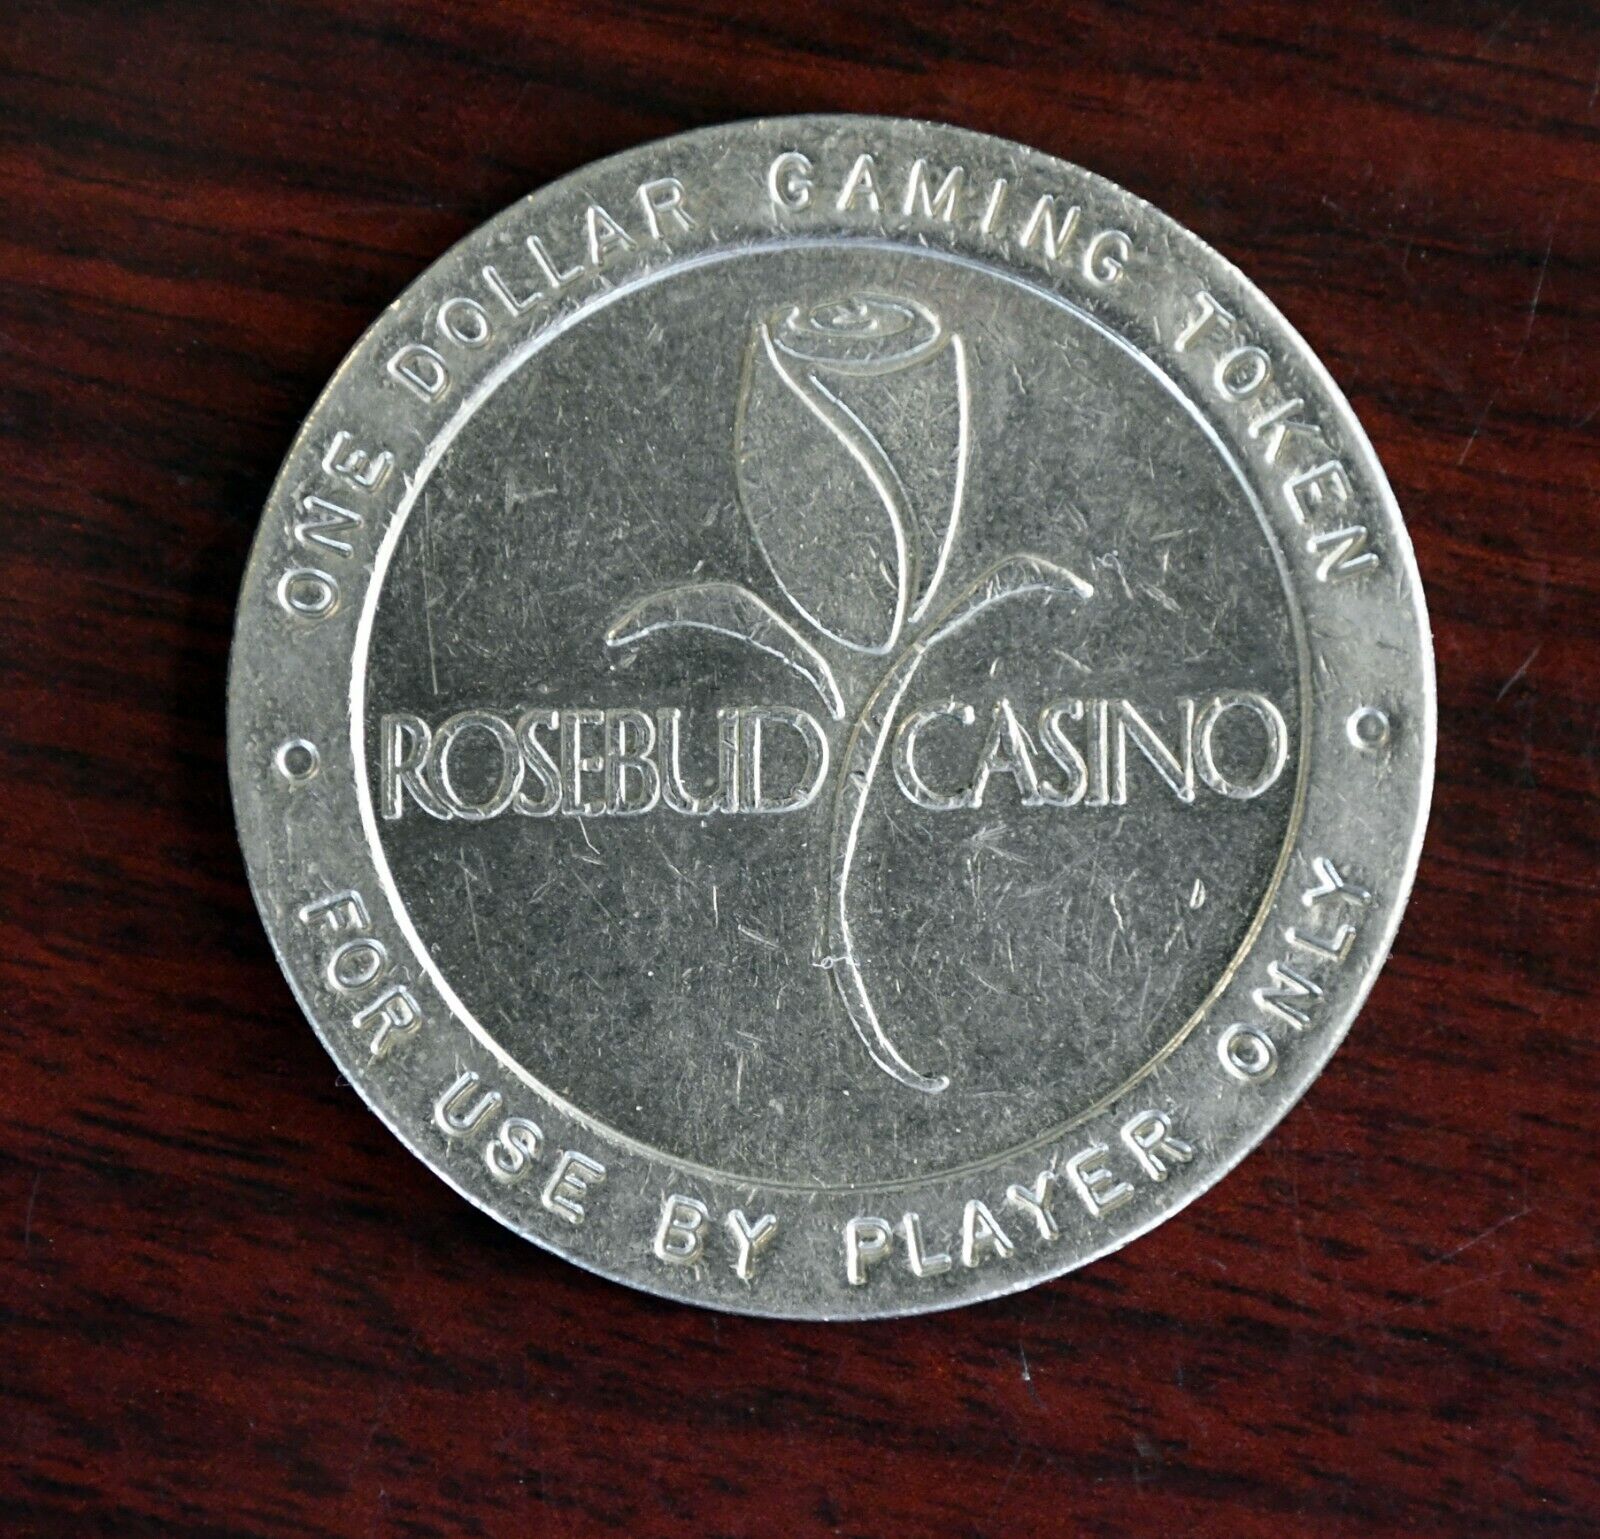 ONE DOLLAR GAMING TOKEN
ROSEBUD CASINO
FOR USE BY PLAYER ONLY